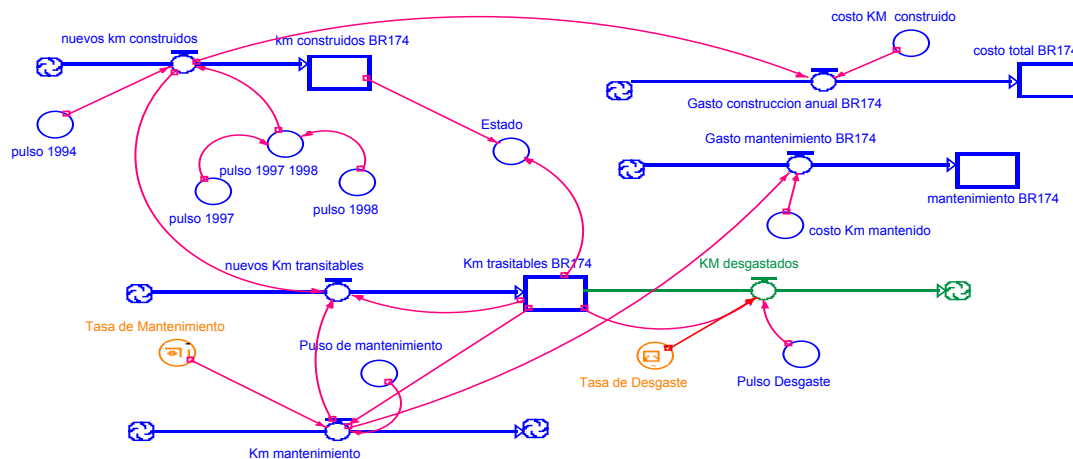 costo KM  construido
nuevos km construidos
km construidos BR174
costo total BR174
Gasto construccion anual BR174
Estado
Gasto mantenimiento BR174
pulso 1994
pulso 1997 1998
pulso 1997
pulso 1998
mantenimiento BR174
costo Km mantenido
nuevos Km transitables
Km trasitables BR174
KM desgastados
Tasa de Mantenimiento
Pulso de mantenimiento
Tasa de Desgaste
Pulso Desgaste
Km mantenimiento